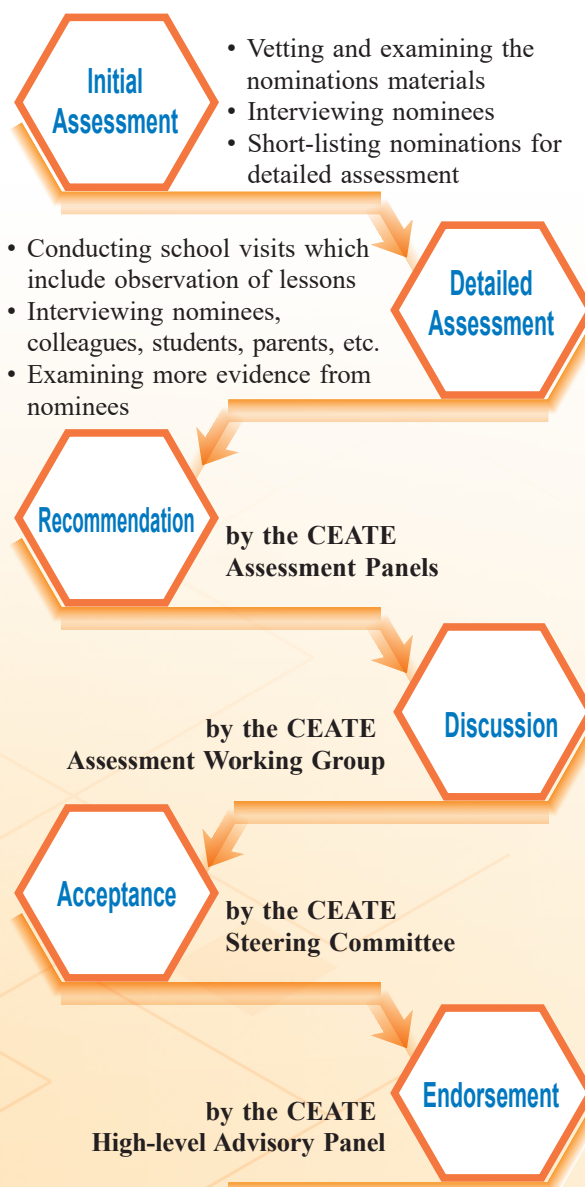 Initial
Assessment
• Vetting and examining the
nominations materials
• Interviewing nominees
• Short-listing nominations for
detailed assessment
Detailed
Assessment
• Conducting school visits which
include observation of lessons
• Interviewing nominees,
colleagues, students, parents, etc.
• Examining more evidence from
nominees
Recommendation
by the CEATE
Assessment Panels
Discussion
by the CEATE
Assessment Working Group
Acceptance
by the CEATE
Steering Committee
Endorsement
by the CEATE
High-level Advisory Panel